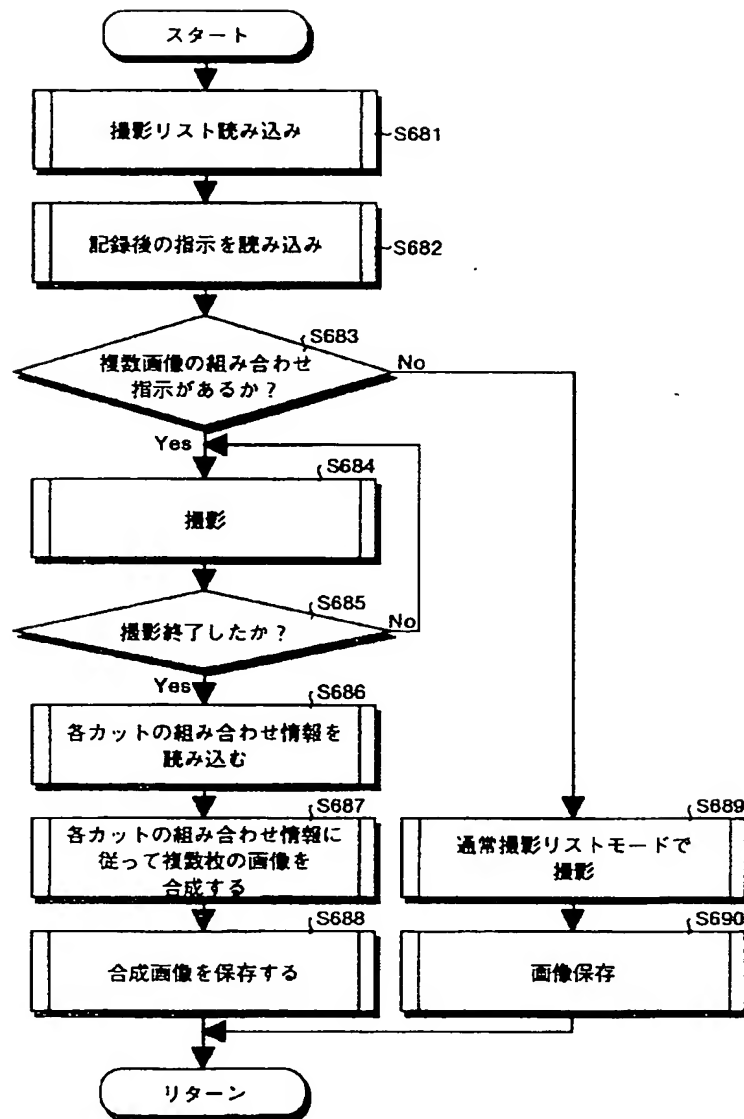 スタート
撮影リスト読み込み
S681
記録後の指示を読み込み
S682
S683
複数画像の組み合わせ
指示があるか？
No
Yes
S684
撮影
S685
撮影終了したか？
No
Yes
S686
各カットの組み合わせ情報を
読み込む
S687
各カットの組み合わせ情報に
従って複数枚の画像を
合成する
S689
通常撮影リストモードで
撮影
S688
合成画像を保存する
S690
画像保存
リターン